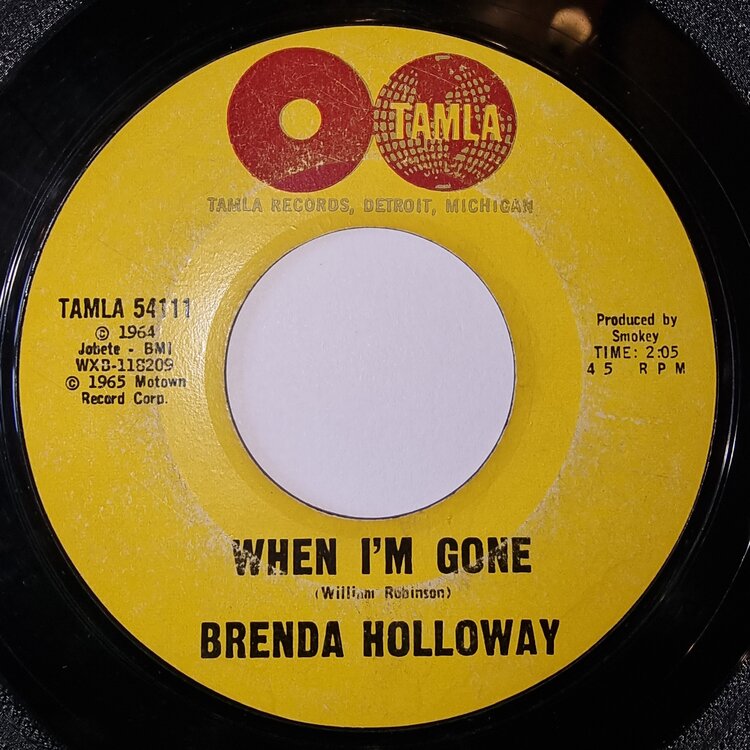 TAMLA
TAMLA RECORDS, DETROIT, MICHIGAN
TAMLA 54111
© 1964
Jobete - BMI
WXB-118209
© 1965 Motown
Record Corp.
Produced by
Smokey
TIME: 2:05
45 RPM
WHEN I'M GONE
(William Robinson)
BRENDA HOLLOWAY